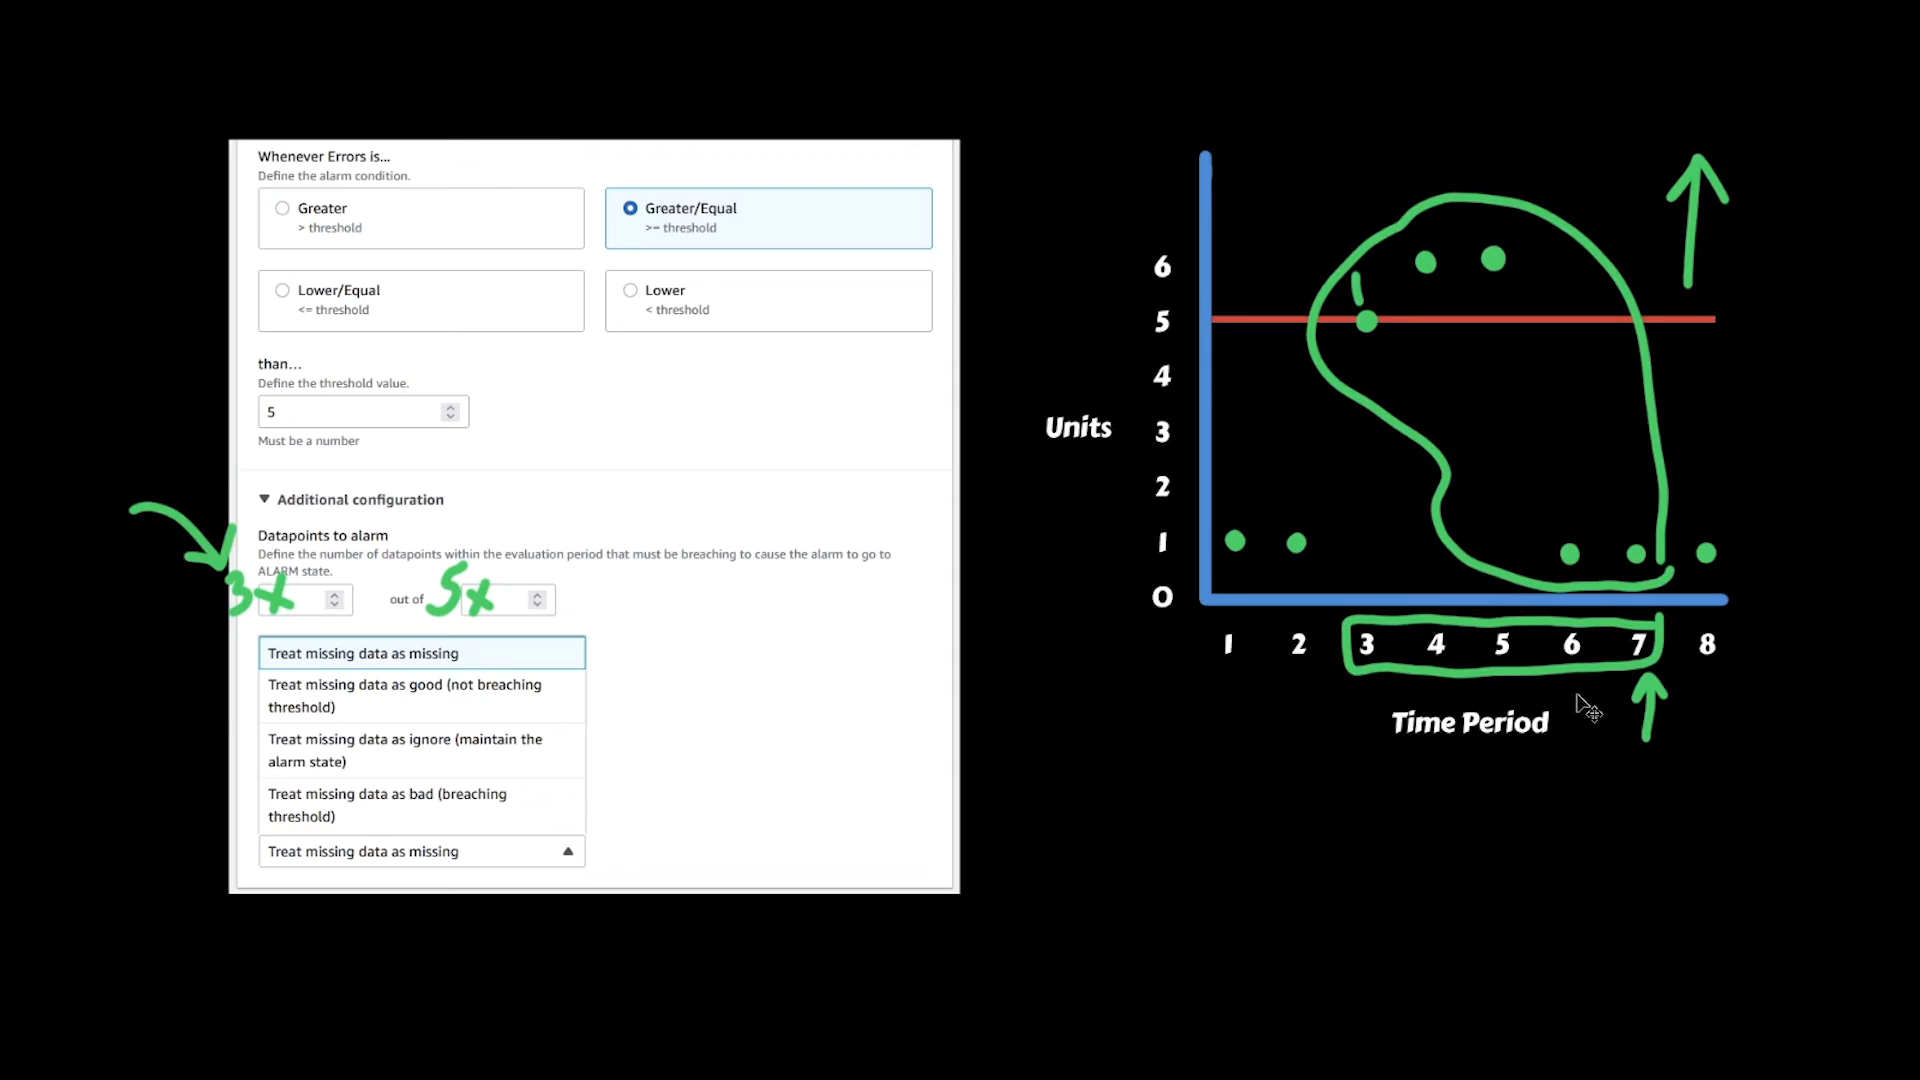 Whenever Errors is...
Define the alarm condition.
Greater
> threshold
Greater/Equal
>= threshold
Lower/Equal
<= threshold
Lower
< threshold
than...
Define the threshold value.
5
Must be a number
Additional configuration
Datapoints to alarm
Define the number of datapoints within the evaluation period that must be breaching to cause the alarm to go to
ALARM state.
3x out of 5x
Treat missing data as missing
Treat missing data as good (not breaching
threshold)
Treat missing data as ignore (maintain the
alarm state)
Treat missing data as bad (breaching
threshold)
Treat missing data as missing
6
5
4
Units
3
2
1
0
1 2 3 4 5 6 7 8
Time Period